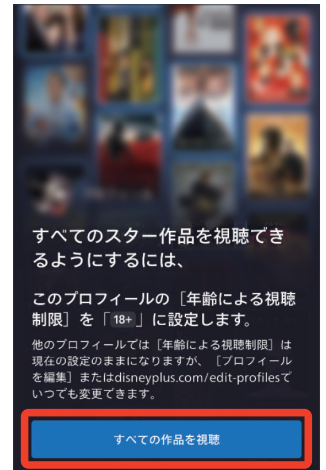 すべてのスター作品を視聴でき
るようにするには、
このプロフィールの［年齢による視聴
制限］を「18+」に設定します。
他のプロフィールでは［年齢による視聴制限］は
現在の設定のままになりますが、［プロフィール
を編集］またはdisneyplus.com/edit-profilesで
いつでも変更できます。
すべての作品を視聴